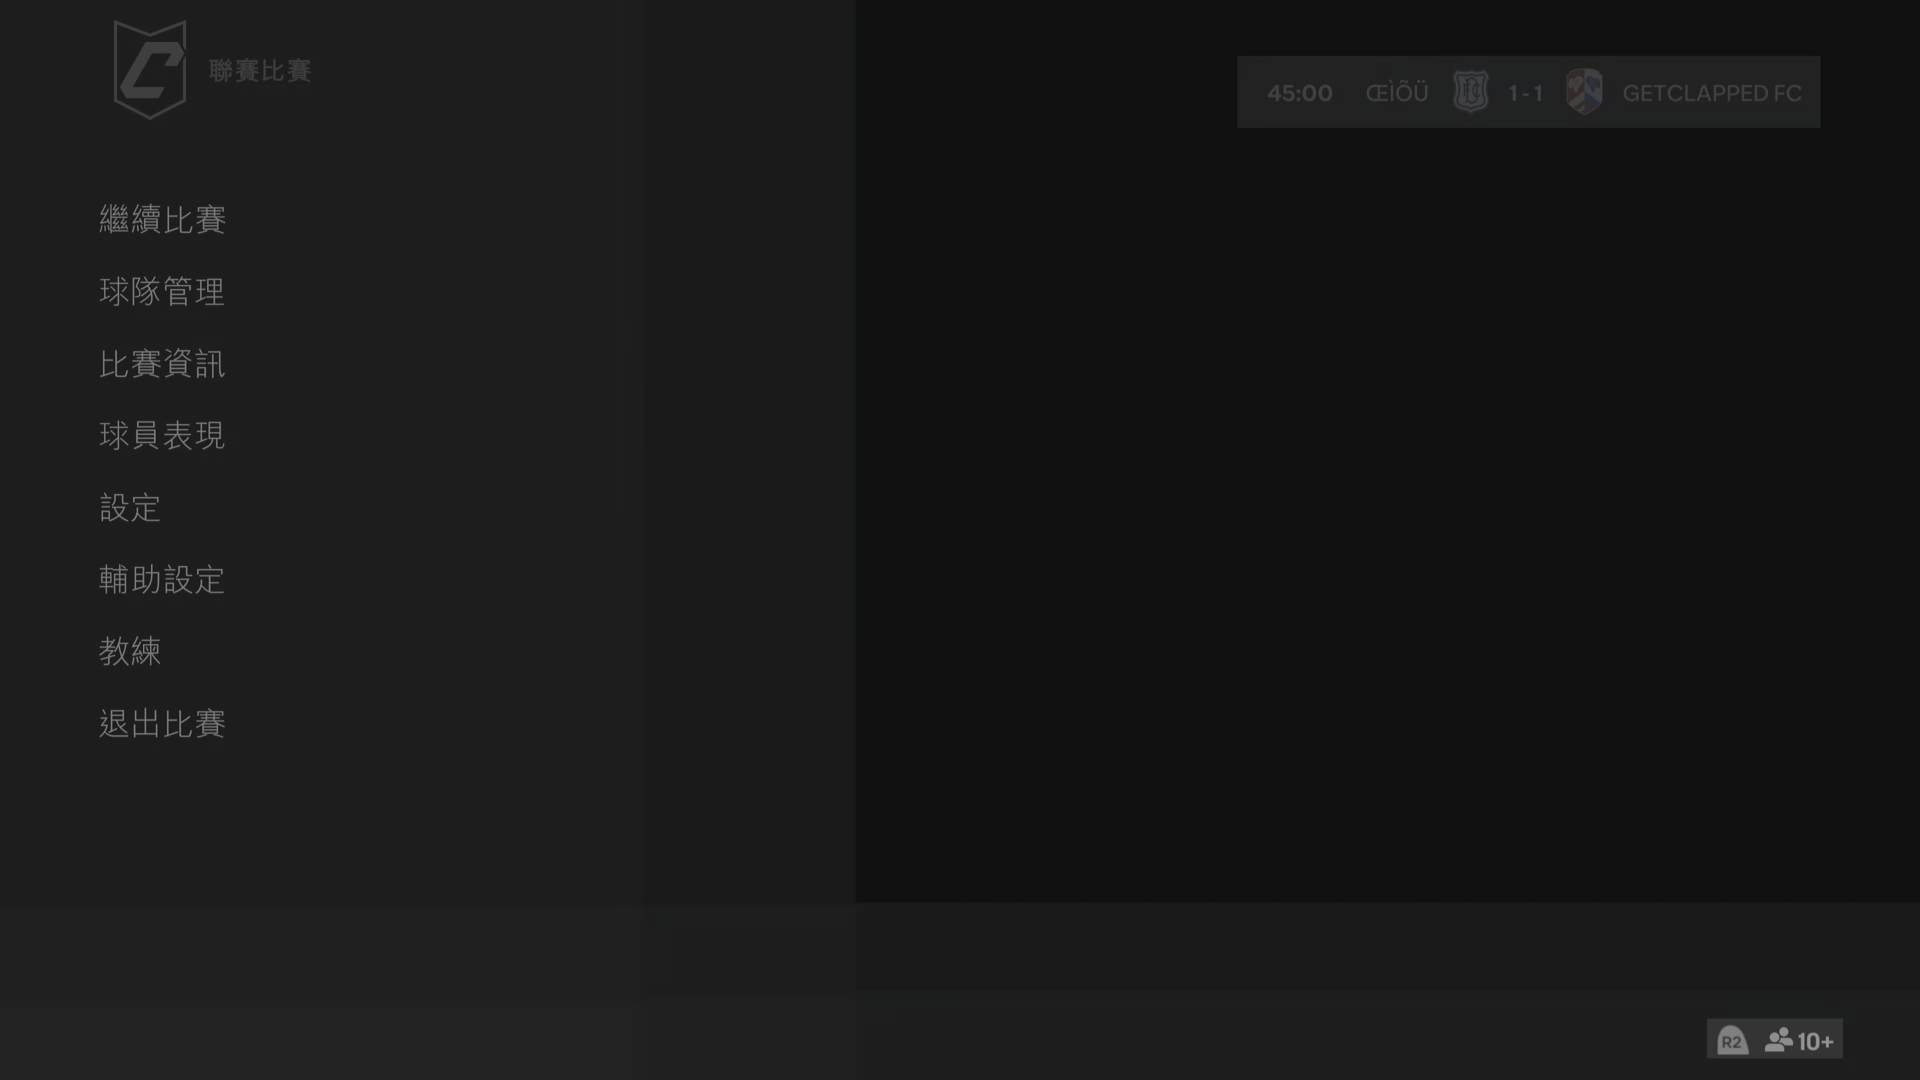 聯賽比賽
45:00 ŒÌÕÜ 1 - 1 GETCLAPPED FC
繼續比賽
球隊管理
比賽資訊
球員表現
設定
輔助設定
教練
退出比賽
R2 10+